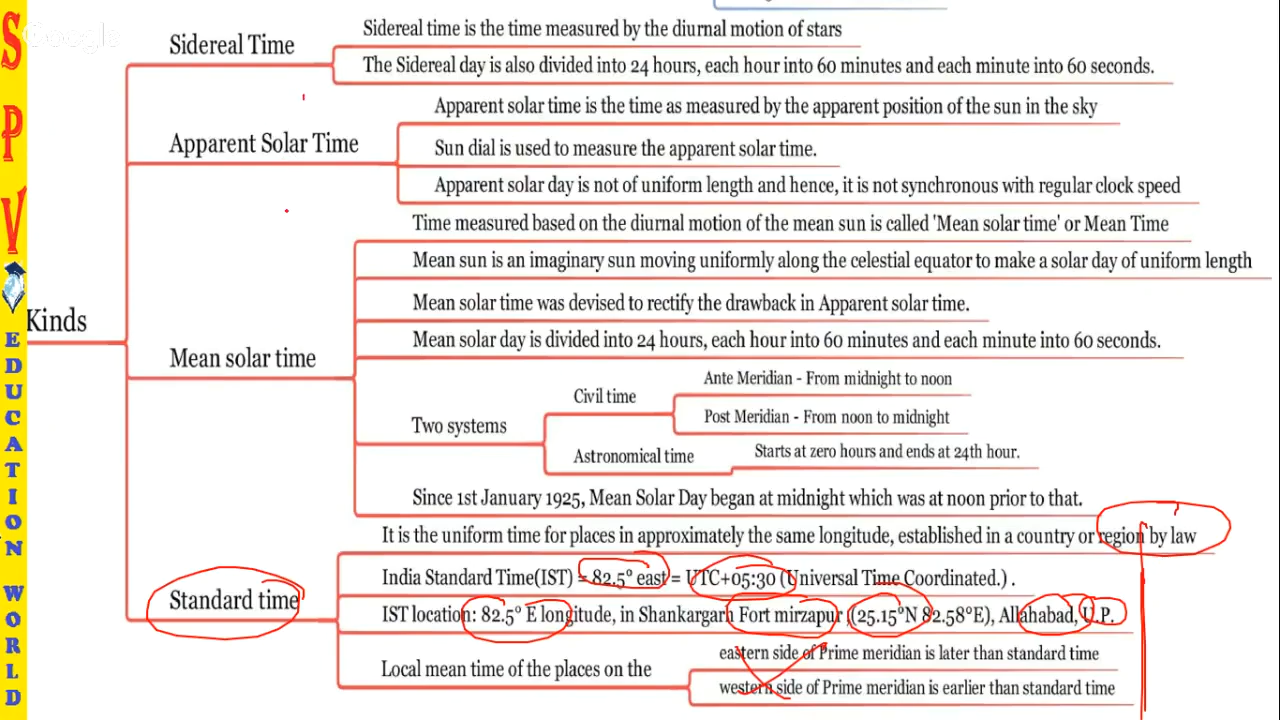 SPV EDUCATION WORLD
Google
Kinds
Sidereal Time
Sidereal time is the time measured by the diurnal motion of stars
The Sidereal day is also divided into 24 hours, each hour into 60 minutes and each minute into 60 seconds.
Apparent Solar Time
Apparent solar time is the time as measured by the apparent position of the sun in the sky
Sun dial is used to measure the apparent solar time.
Apparent solar day is not of uniform length and hence, it is not synchronous with regular clock speed
Mean solar time
Time measured based on the diurnal motion of the mean sun is called 'Mean solar time' or Mean Time
Mean sun is an imaginary sun moving uniformly along the celestial equator to make a solar day of uniform length
Mean solar time was devised to rectify the drawback in Apparent solar time.
Mean solar day is divided into 24 hours, each hour into 60 minutes and each minute into 60 seconds.
Two systems
Civil time
Ante Meridian - From midnight to noon
Post Meridian - From noon to midnight
Astronomical time
Starts at zero hours and ends at 24th hour.
Since 1st January 1925, Mean Solar Day began at midnight which was at noon prior to that.
Standard time
It is the uniform time for places in approximately the same longitude, established in a country or region by law
India Standard Time(IST) = 82.5° east = UTC+05:30 (Universal Time Coordinated.) .
IST location: 82.5° E longitude, in Shankargarh Fort mirzapur (25.15°N 82.58°E), Allahabad, U.P.
Local mean time of the places on the
eastern side of Prime meridian is later than standard time
western side of Prime meridian is earlier than standard time